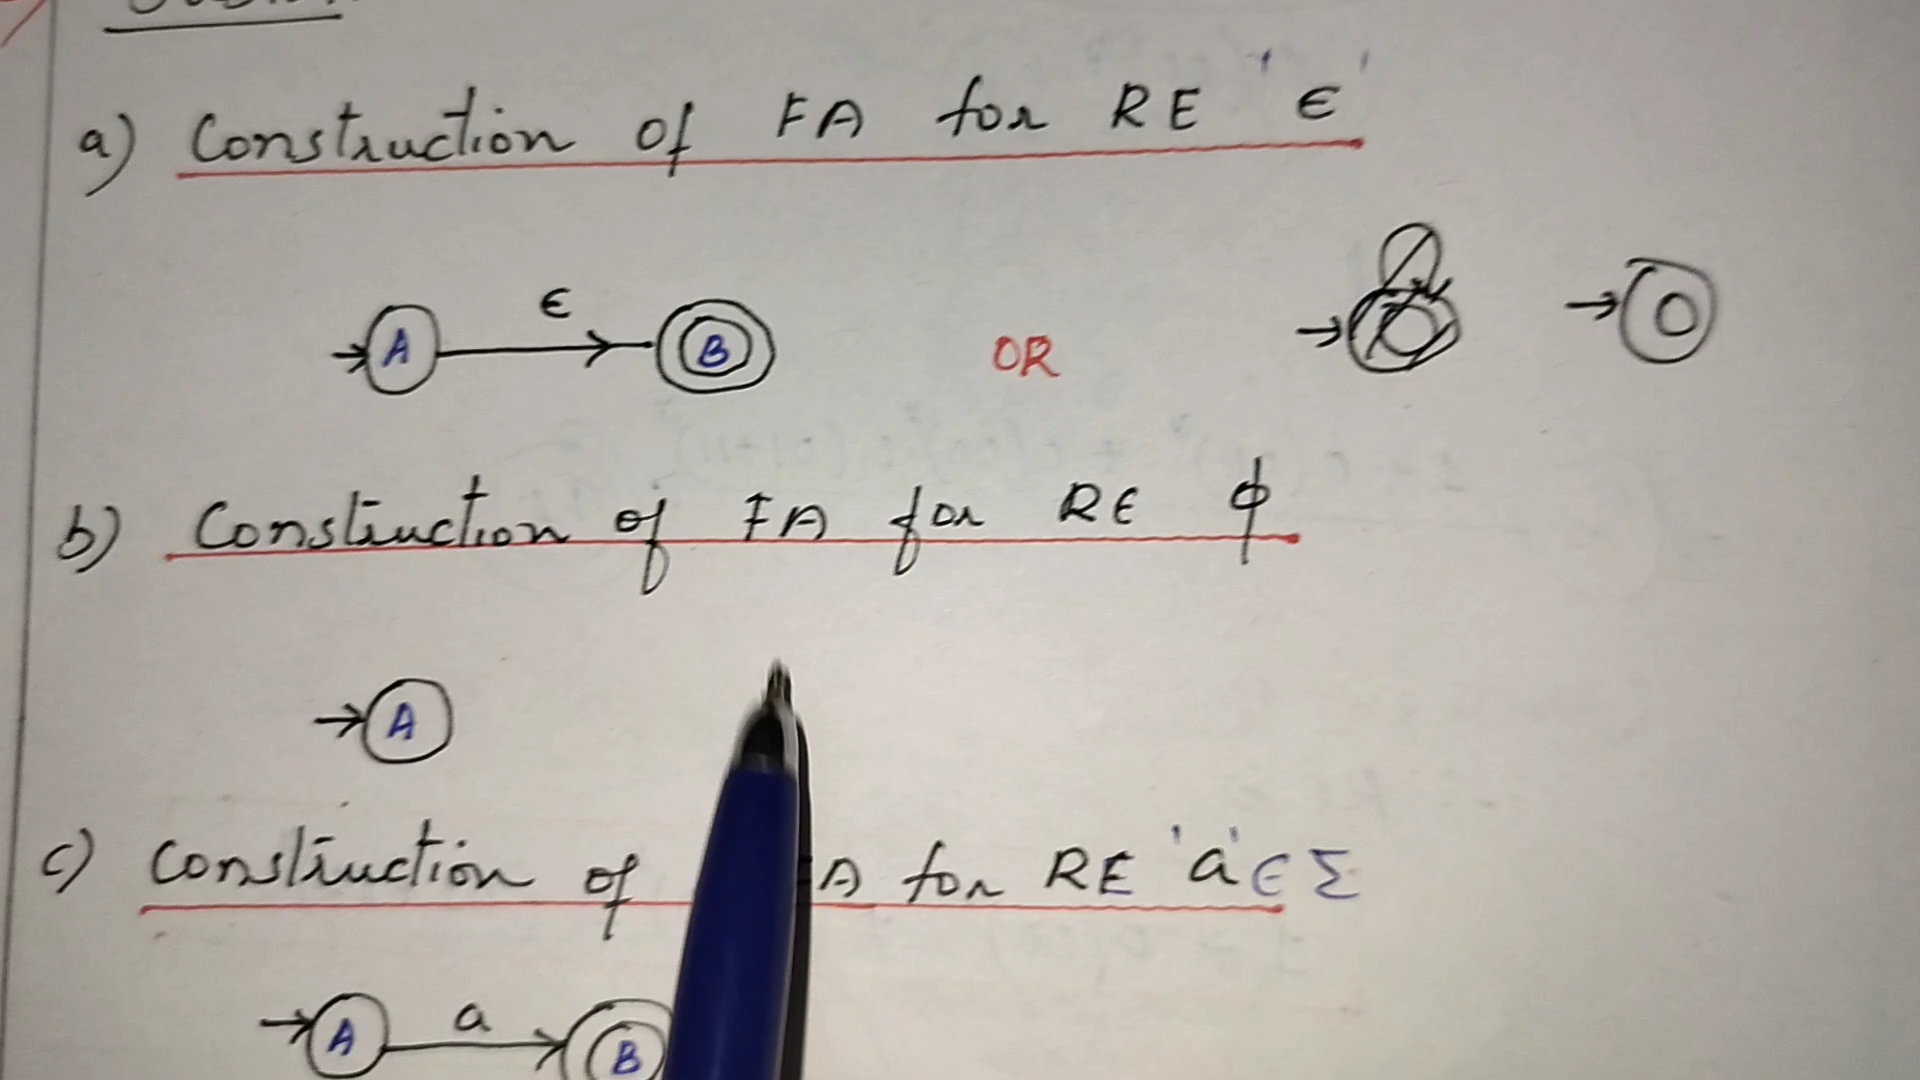 a) Construction of FA for RE 'ϵ'
ϵ
A B OR
b) Construction of FA for RE ϕ
A
c) Construction of A for RE 'a' ∈ Σ
a
A B